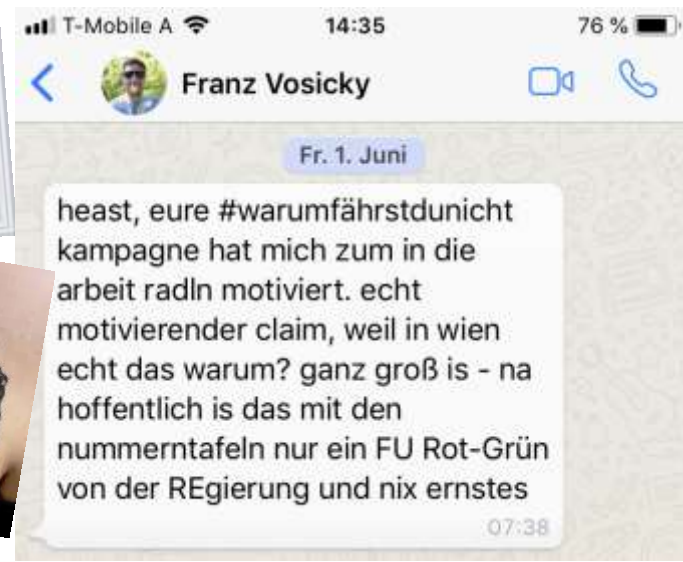 T-Mobile A 14:35 76 %
Franz Vosicky
Fr. 1. Juni
heast, eure #warumfährstdunicht
kampagne hat mich zum in die
arbeit radln motiviert. echt
motivierender claim, weil in wien
echt das warum? ganz groß is - na
hoffentlich is das mit den
nummerntafeln nur ein FU Rot-Grün
von der REgierung und nix ernstes
07:38